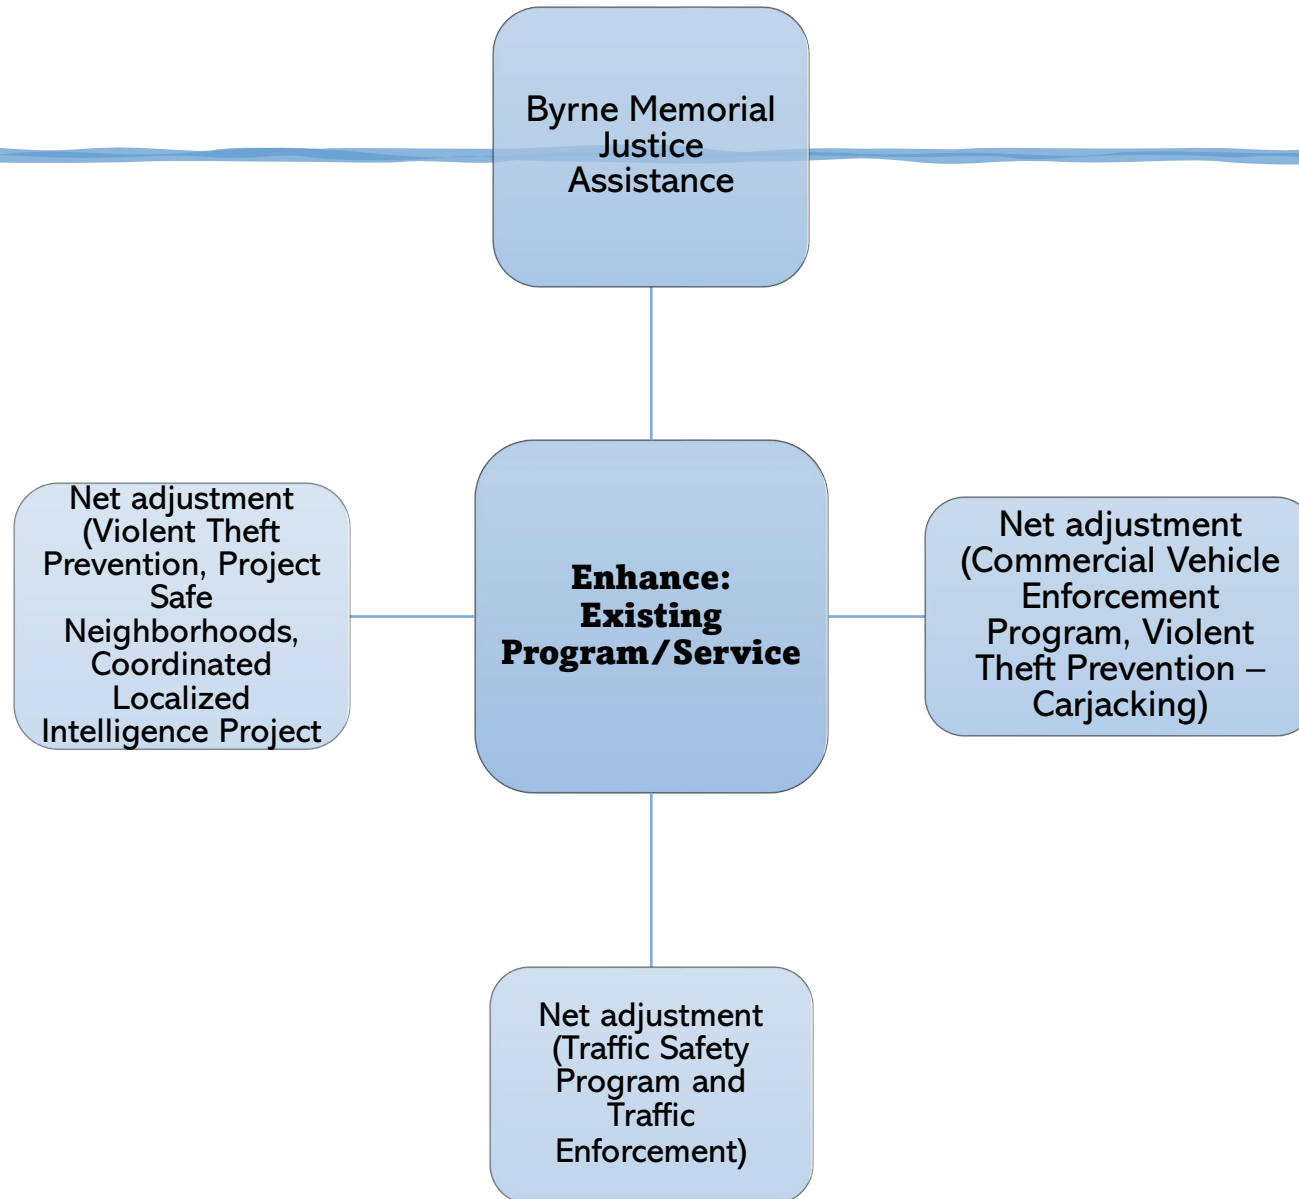 Byrne Memorial
Justice
Assistance
Net adjustment
(Violent Theft
Prevention, Project
Safe
Neighborhoods,
Coordinated
Localized
Intelligence Project
Enhance:
Existing
Program/Service
Net adjustment
(Commercial Vehicle
Enforcement
Program, Violent
Theft Prevention –
Carjacking)
Net adjustment
(Traffic Safety
Program and
Traffic
Enforcement)